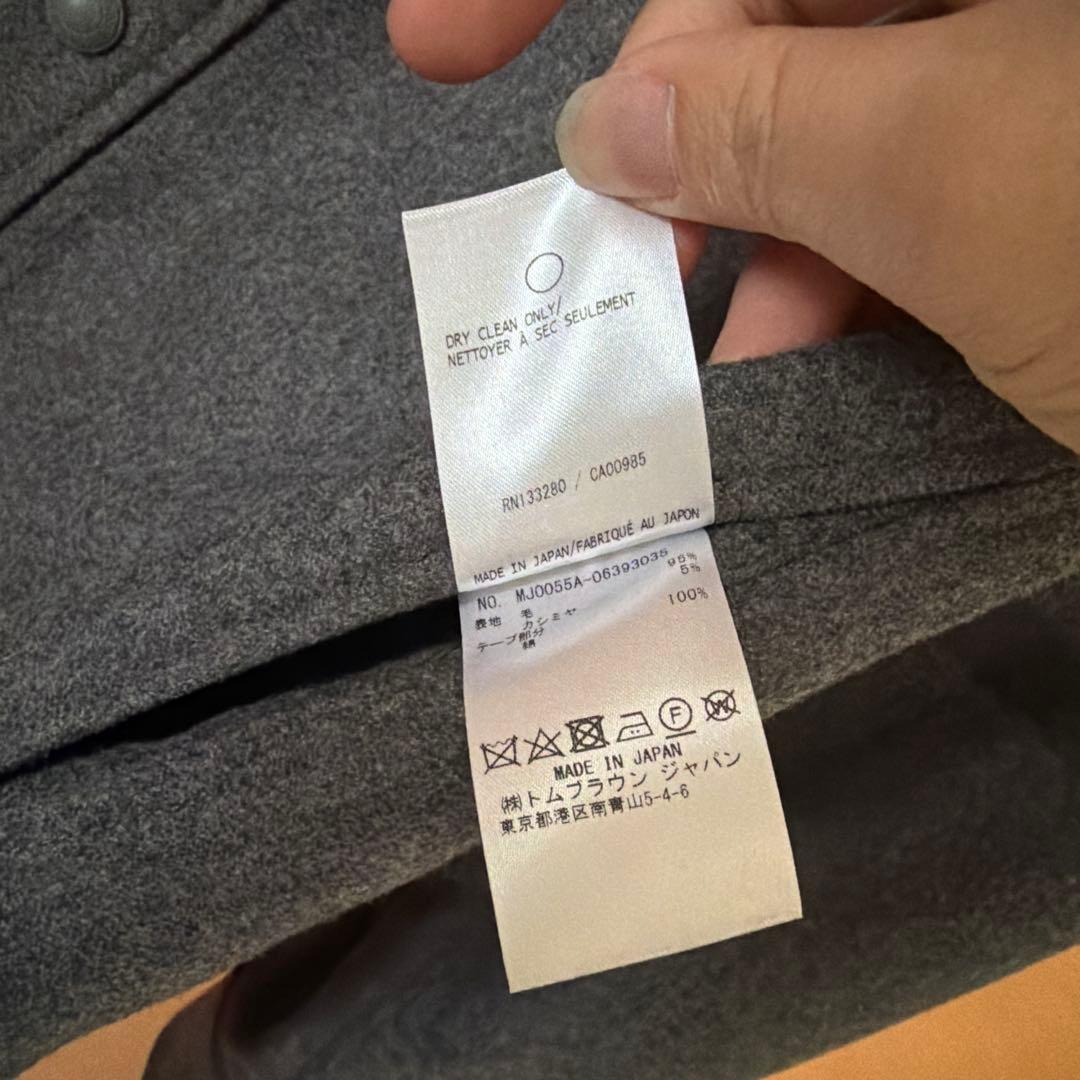 DRY CLEAN ONLY/
NETTOYER À SEC SEULEMENT
RN133280 / CA00985
MADE IN JAPAN/FABRIQUÉ AU JAPON
NO. MJ0055A-06393035
表地 毛 95%
カシミヤ 5%
テープ部分
綿 100%
F W
MADE IN JAPAN
㈱トムブラウン ジャパン
東京都港区南青山5-4-6